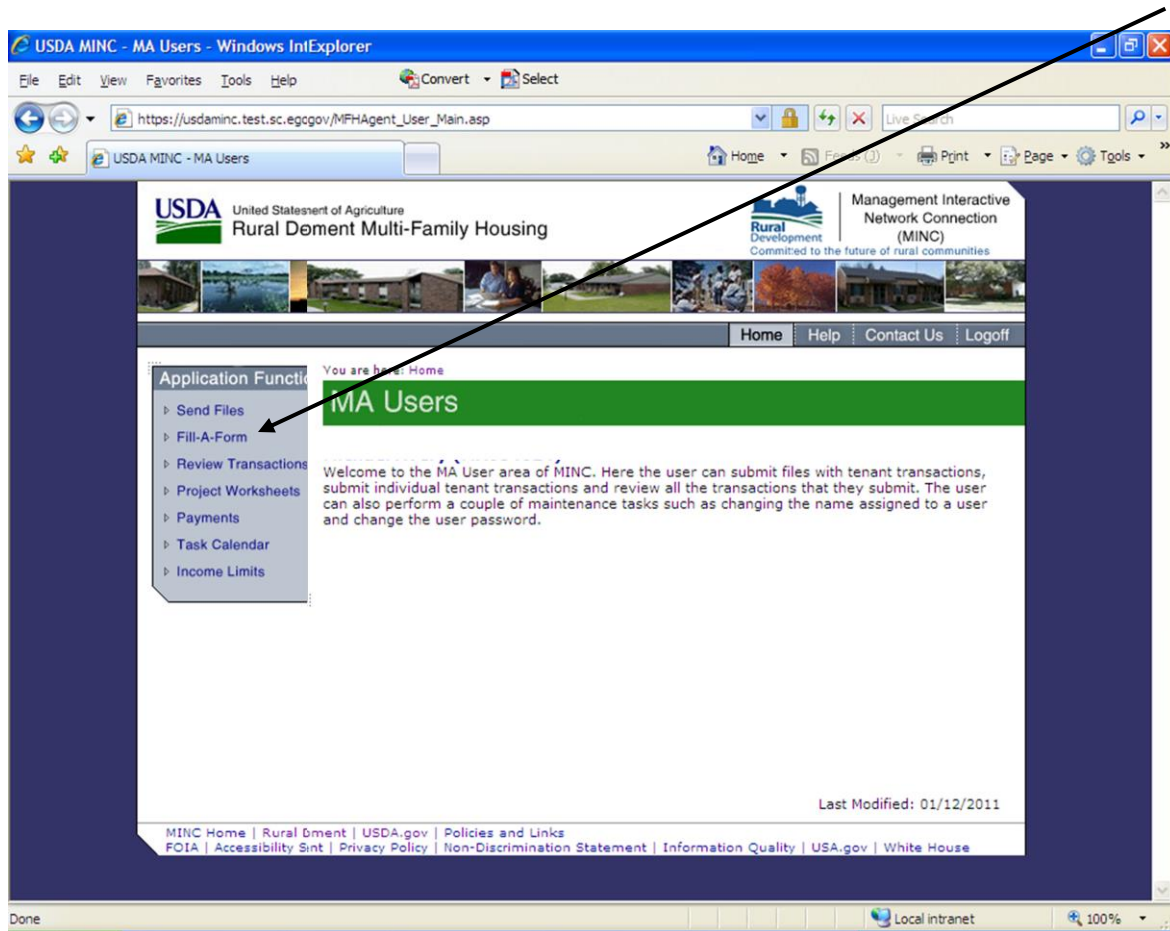 USDA MINC - MA Users - Windows IntExplorer
File Edit View Favorites Tools Help Convert Select
https://usdaminc.test.sc.egcgov/MFHAgent_User_Main.asp Live Search
USDA MINC - MA Users Home Feeds (J) Print Page Tools »
USDA United Statesnent of Agriculture
Rural Doment Multi-Family Housing
Rural
Development
Committed to the future of rural communities
Management Interactive
Network Connection
(MINC)
Home Help Contact Us Logoff
Application Functio
Send Files
Fill-A-Form
Review Transactions
Project Worksheets
Payments
Task Calendar
Income Limits
You are here: Home
MA Users
Welcome to the MA User area of MINC. Here the user can submit files with tenant transactions,
submit individual tenant transactions and review all the transactions that they submit. The user
can also perform a couple of maintenance tasks such as changing the name assigned to a user
and change the user password.
Last Modified: 01/12/2011
MINC Home | Rural Dment | USDA.gov | Policies and Links
FOIA | Accessibility Sint | Privacy Policy | Non-Discrimination Statement | Information Quality | USA.gov | White House
Done Local intranet 100%